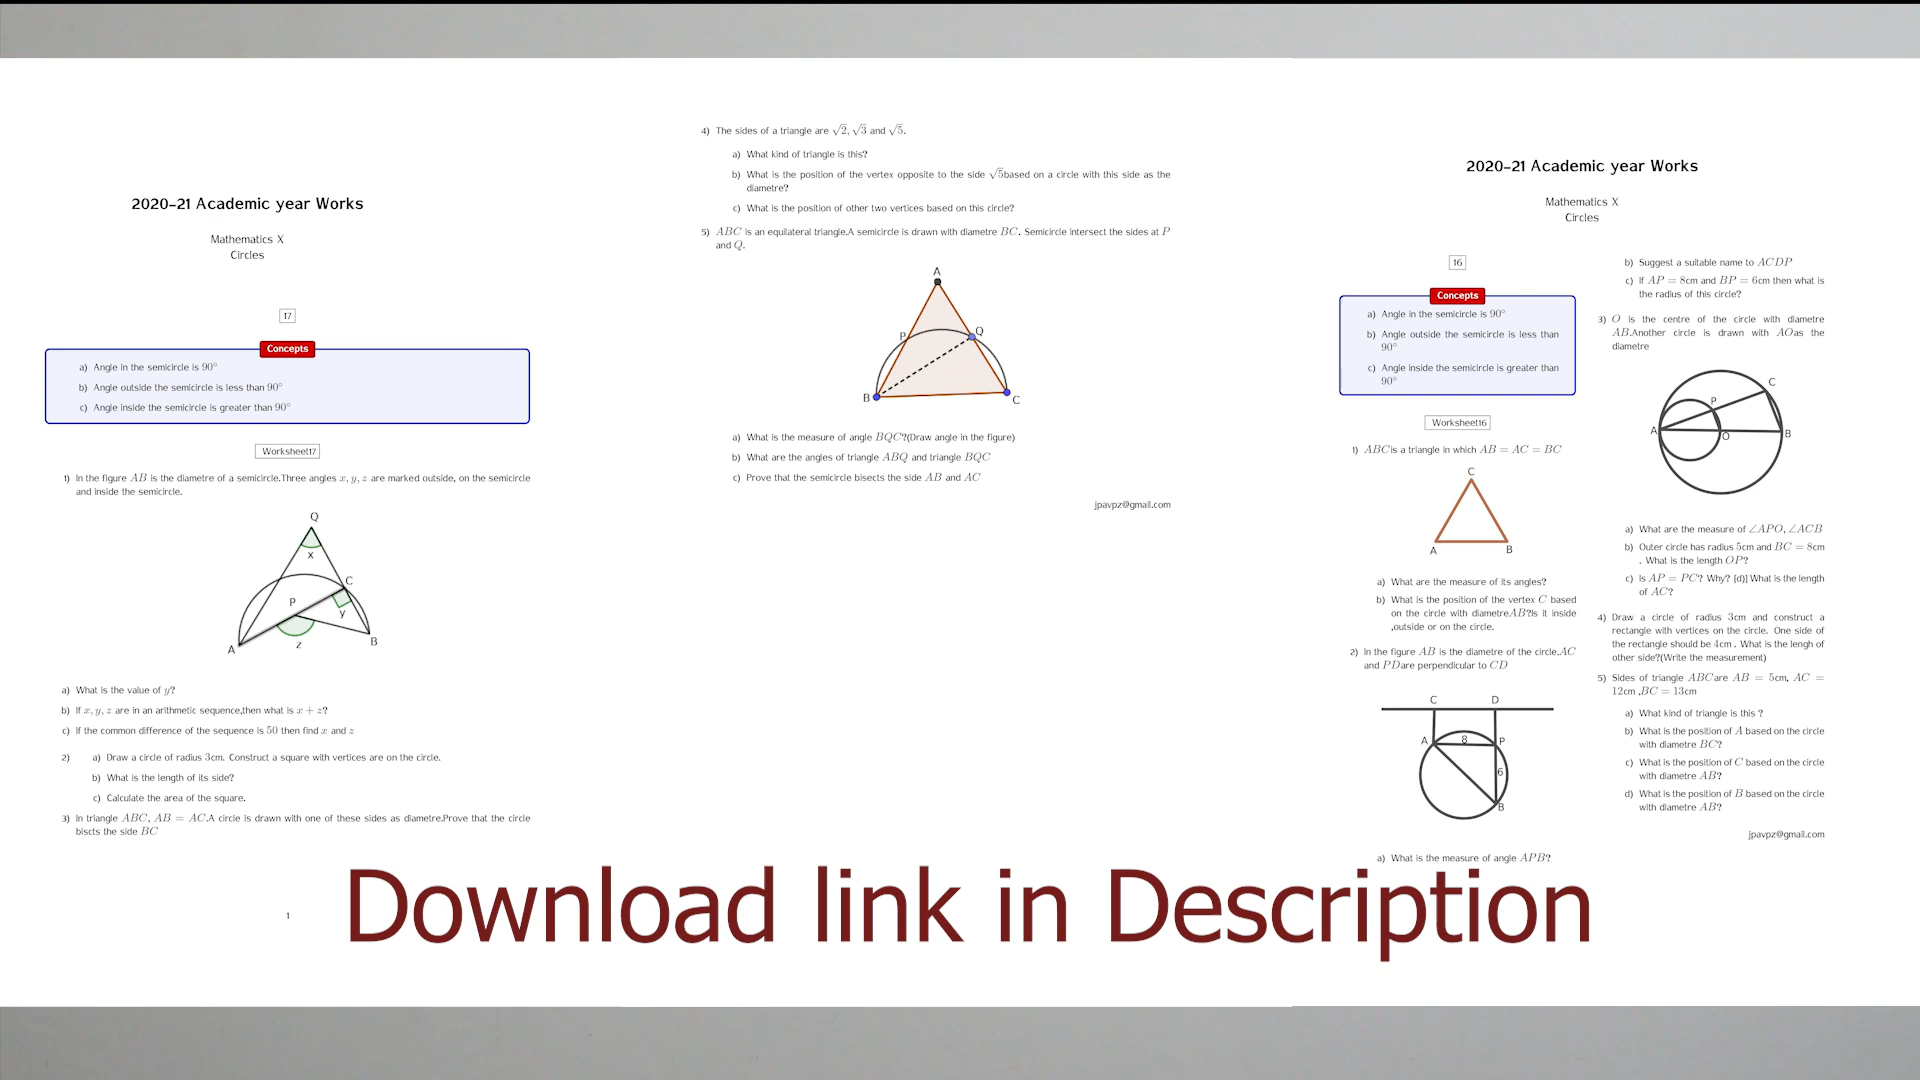 2020-21 Academic year Works
Mathematics X
Circles
17
Concepts
a) Angle in the semicircle is 90°
b) Angle outside the semicircle is less than 90°
c) Angle inside the semicircle is greater than 90°
Worksheet17
1) In the figure AB is the diametre of a semicircle.Three angles x, y, z are marked outside, on the semicircle
and inside the semicircle.
Q
x
C
P
y
A
z
B
a) What is the value of y?
b) If x, y, z are in an arithmetic sequence,then what is x + z?
c) If the common difference of the sequence is 50 then find x and z
2) a) Draw a circle of radius 3cm. Construct a square with vertices are on the circle.
b) What is the length of its side?
c) Calculate the area of the square.
3) In triangle ABC, AB = AC.A circle is drawn with one of these sides as diametre.Prove that the circle
biscts the side BC
1
4) The sides of a triangle are √2, √3 and √5.
a) What kind of triangle is this?
b) What is the position of the vertex opposite to the side √5based on a circle with this side as the
diametre?
c) What is the position of other two vertices based on this circle?
5) ABC is an equilateral triangle.A semicircle is drawn with diametre BC. Semicircle intersect the sides at P
and Q.
A
P
Q
B
C
a) What is the measure of angle BQC?(Draw angle in the figure)
b) What are the angles of triangle ABQ and triangle BQC
c) Prove that the semicircle bisects the side AB and AC
jpavpz@gmail.com
2020-21 Academic year Works
Mathematics X
Circles
16
Concepts
a) Angle in the semicircle is 90°
b) Angle outside the semicircle is less than
90°
c) Angle inside the semicircle is greater than
90°
Worksheet16
1) ABCis a triangle in which AB = AC = BC
C
A
B
a) What are the measure of its angles?
b) What is the position of the vertex C based
on the circle with diametreAB?Is it inside
,outside or on the circle.
2) In the figure AB is the diametre of the circle.AC
and PDare perpendicular to CD
C
D
A
8
P
6
B
a) What is the measure of angle APB?
b) Suggest a suitable name to ACDP
c) If AP = 8cm and BP = 6cm then what is
the radius of this circle?
3) O is the centre of the circle with diametre
AB.Another circle is drawn with AOas the
diametre
C
P
A
O
B
a) What are the measure of ∠APO, ∠ACB
b) Outer circle has radius 5cm and BC = 8cm
. What is the length OP?
c) Is AP = PC? Why? [d)] What is the length
of AC?
4) Draw a circle of radius 3cm and construct a
rectangle with vertices on the circle. One side of
the rectangle should be 4cm . What is the lengh of
other side?(Write the measurement)
5) Sides of triangle ABCare AB = 5cm, AC =
12cm ,BC = 13cm
a) What kind of triangle is this ?
b) What is the position of A based on the circle
with diametre BC?
c) What is the position of C based on the circle
with diametre AB?
d) What is the position of B based on the circle
with diametre AB?
jpavpz@gmail.com
Download link in Description